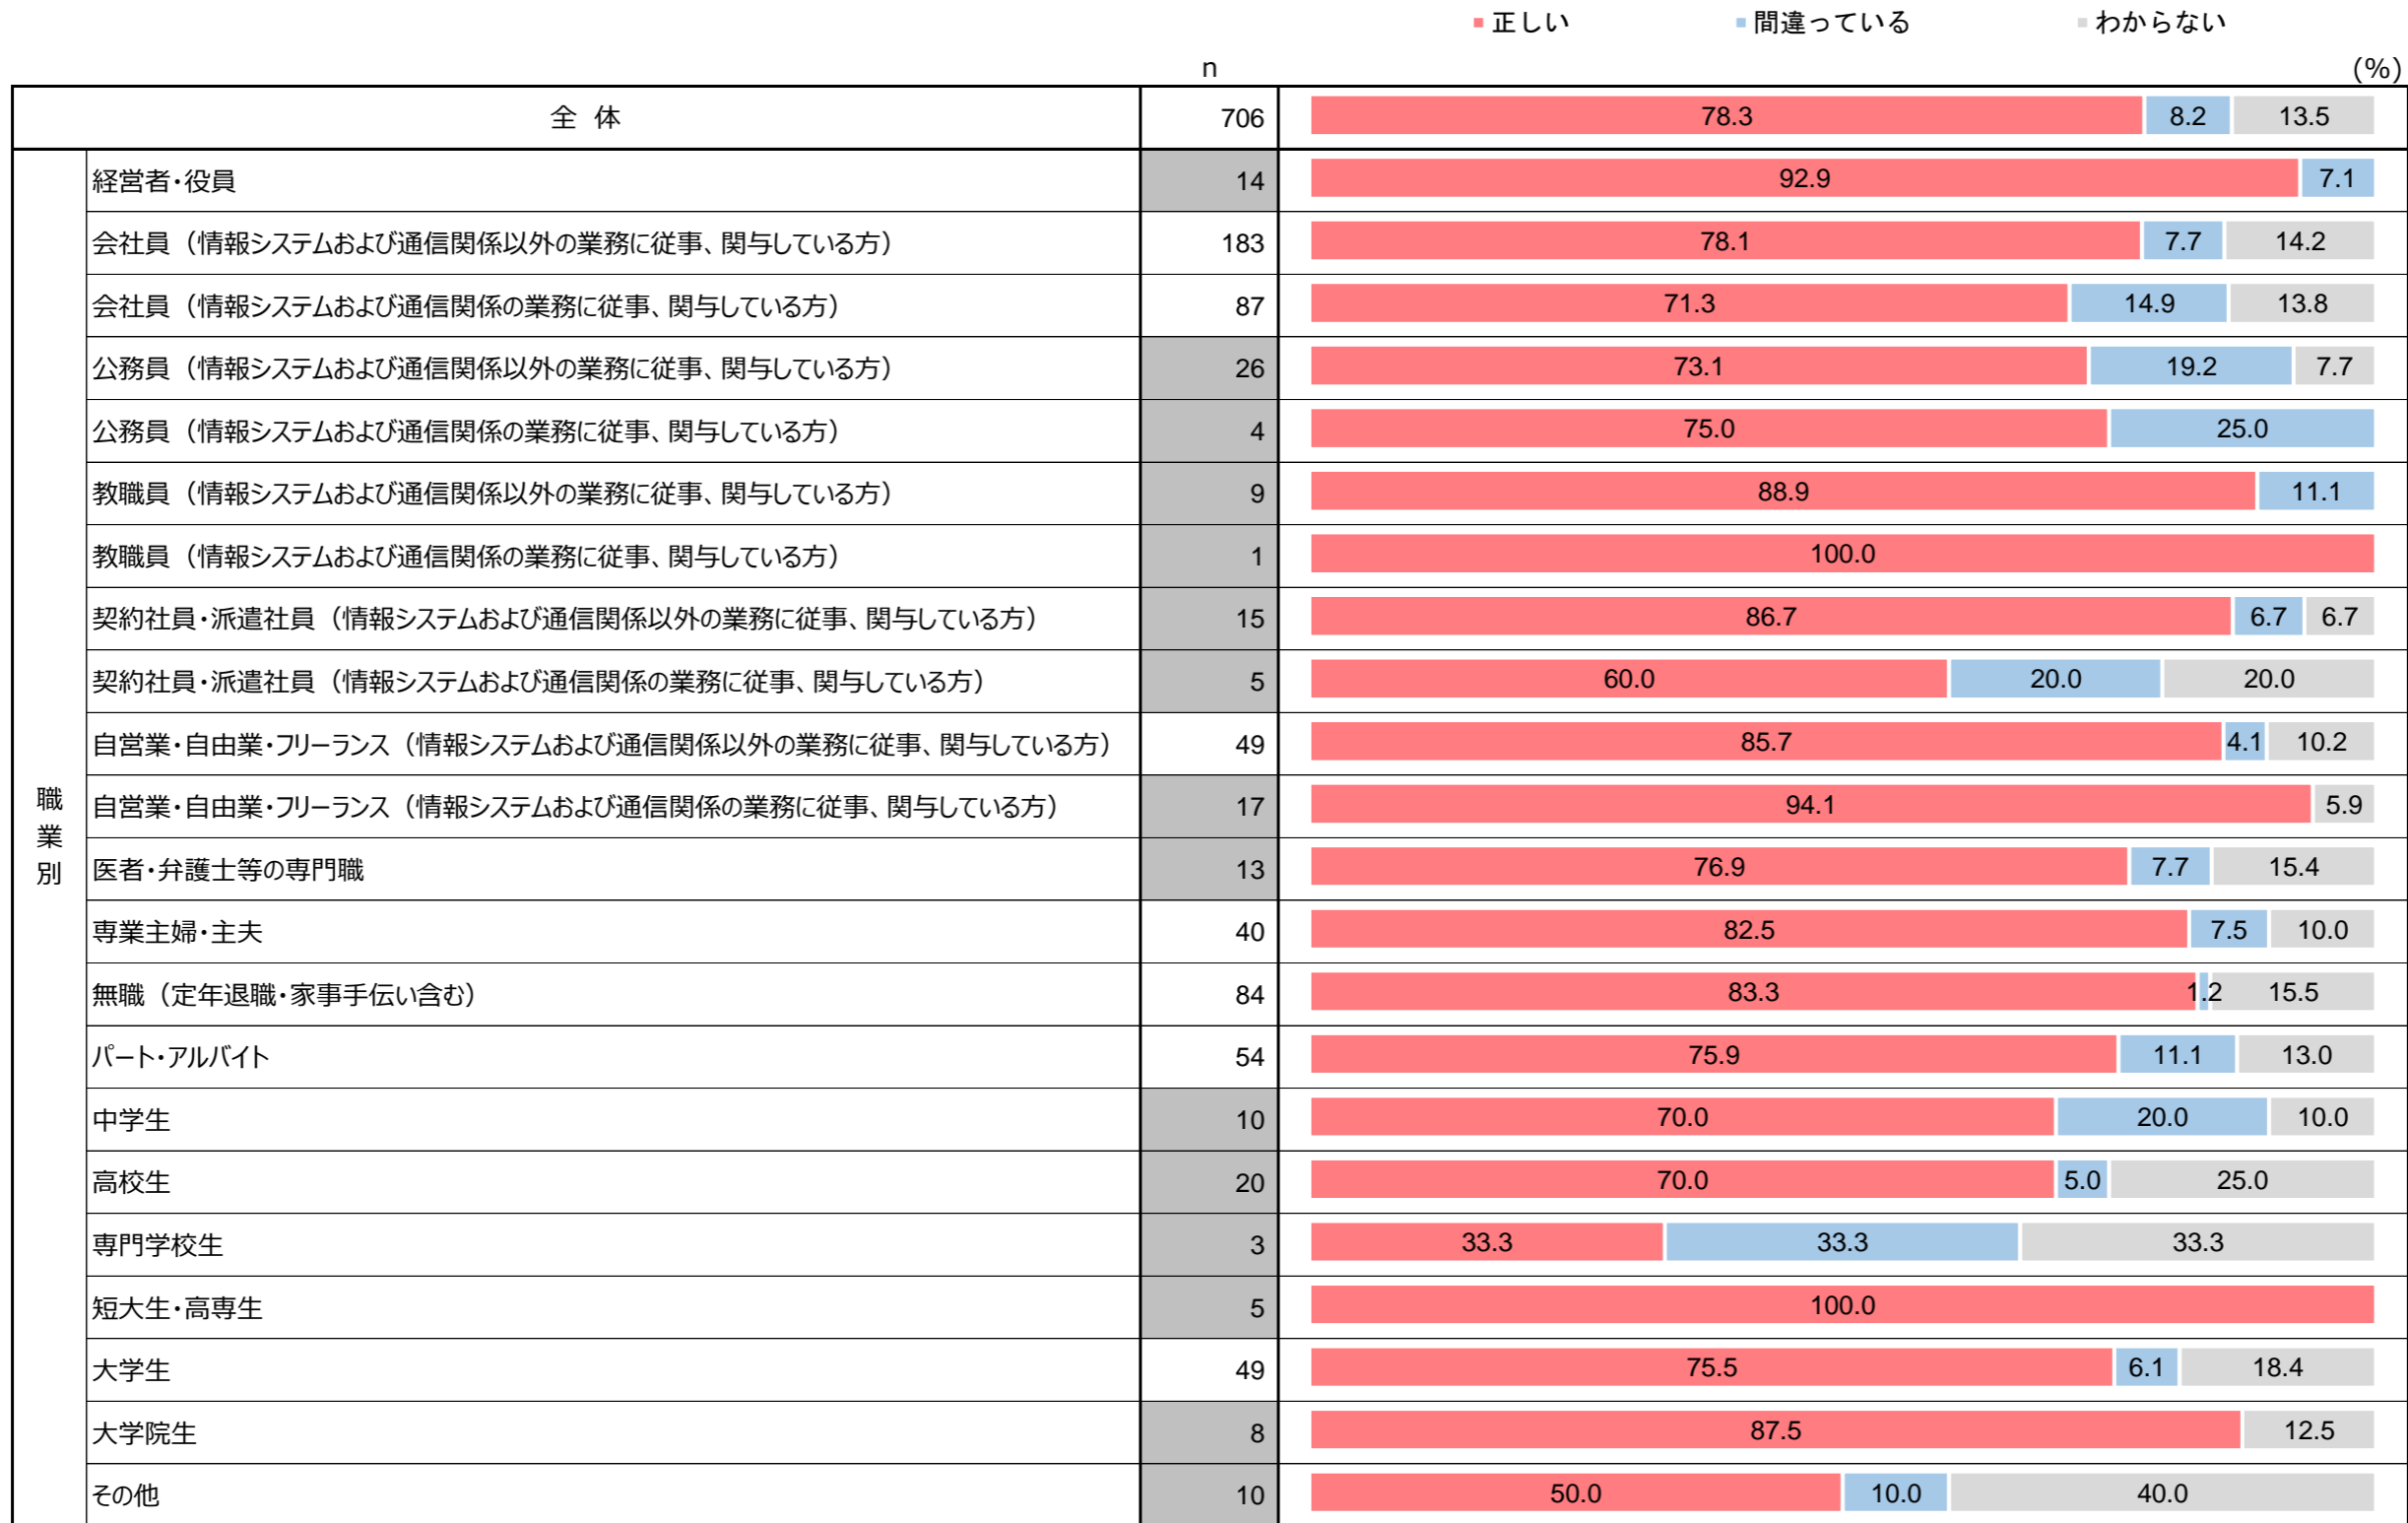 正しい 間違っている わからない
n (%)
全 体 706 78.3 8.2 13.5
経営者・役員 14 92.9 7.1
会社員（情報システムおよび通信関係以外の業務に従事、関与している方） 183 78.1 7.7 14.2
会社員（情報システムおよび通信関係の業務に従事、関与している方） 87 71.3 14.9 13.8
公務員（情報システムおよび通信関係以外の業務に従事、関与している方） 26 73.1 19.2 7.7
公務員（情報システムおよび通信関係の業務に従事、関与している方） 4 75.0 25.0
教職員（情報システムおよび通信関係以外の業務に従事、関与している方） 9 88.9 11.1
教職員（情報システムおよび通信関係の業務に従事、関与している方） 1 100.0
契約社員・派遣社員（情報システムおよび通信関係以外の業務に従事、関与している方） 15 86.7 6.7 6.7
契約社員・派遣社員（情報システムおよび通信関係の業務に従事、関与している方） 5 60.0 20.0 20.0
自営業・自由業・フリーランス（情報システムおよび通信関係以外の業務に従事、関与している方） 49 85.7 4.1 10.2
職業別
自営業・自由業・フリーランス（情報システムおよび通信関係の業務に従事、関与している方） 17 94.1 5.9
医者・弁護士等の専門職 13 76.9 7.7 15.4
専業主婦・主夫 40 82.5 7.5 10.0
無職（定年退職・家事手伝い含む） 84 83.3 1.2 15.5
パート・アルバイト 54 75.9 11.1 13.0
中学生 10 70.0 20.0 10.0
高校生 20 70.0 5.0 25.0
専門学校生 3 33.3 33.3 33.3
短大生・高専生 5 100.0
大学生 49 75.5 6.1 18.4
大学院生 8 87.5 12.5
その他 10 50.0 10.0 40.0